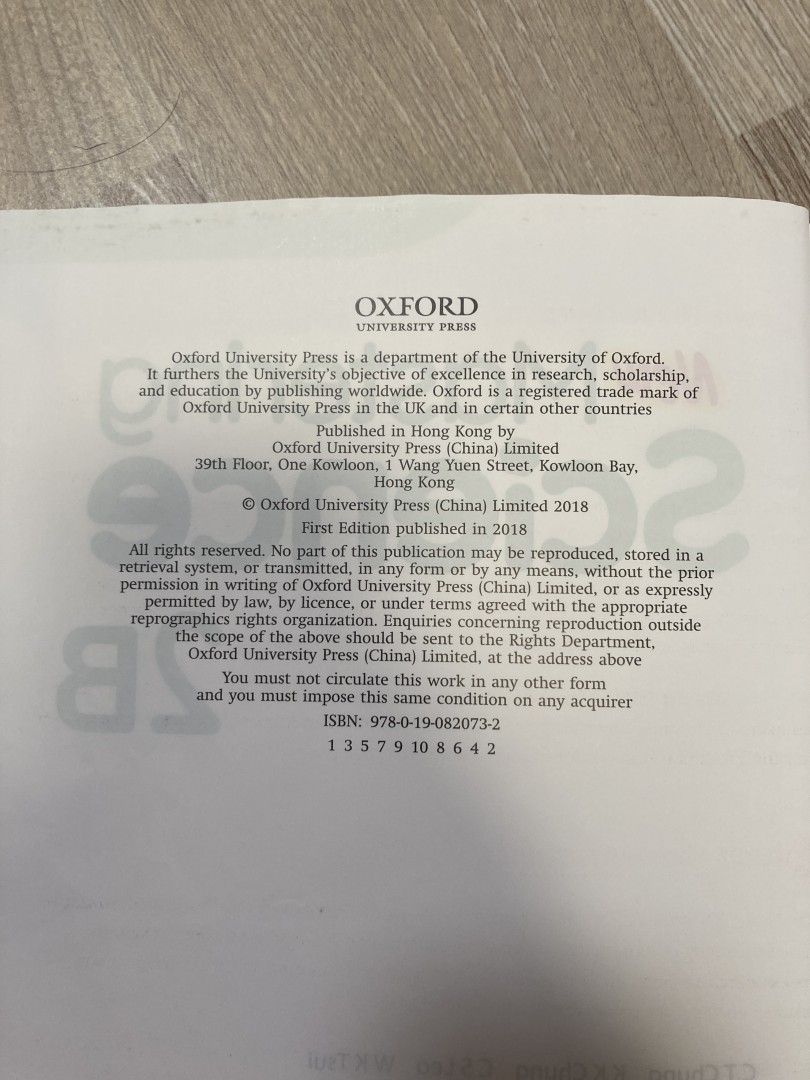 OXFORD
UNIVERSITY PRESS
Oxford University Press is a department of the University of Oxford.
It furthers the University's objective of excellence in research, scholarship,
and education by publishing worldwide. Oxford is a registered trade mark of
Oxford University Press in the UK and in certain other countries
Published in Hong Kong by
Oxford University Press (China) Limited
39th Floor, One Kowloon, 1 Wang Yuen Street, Kowloon Bay,
Hong Kong
© Oxford University Press (China) Limited 2018
First Edition published in 2018
All rights reserved. No part of this publication may be reproduced, stored in a
retrieval system, or transmitted, in any form or by any means, without the prior
permission in writing of Oxford University Press (China) Limited, or as expressly
permitted by law, by licence, or under terms agreed with the appropriate
reprographics rights organization. Enquiries concerning reproduction outside
the scope of the above should be sent to the Rights Department,
Oxford University Press (China) Limited, at the address above
You must not circulate this work in any other form
and you must impose this same condition on any acquirer
ISBN: 978-0-19-082073-2
1 3 5 7 9 10 8 6 4 2
Science
2B